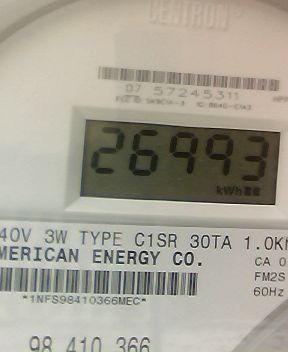 CENTRON
07 57245311
26993
kWh
40V 3W TYPE C1SR 30TA 1.0K
MERICAN ENERGY CO.
CA 0
FM2S
*1NFS98410366MEC*
60Hz
98 410 366